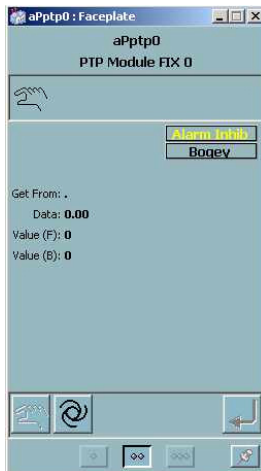 aPptp0 : Faceplate
aPptp0
PTP Module FIX 0
Alarm Inhib
Bogey
Get From: .
Data: 0.00
Value (F): 0
Value (B): 0